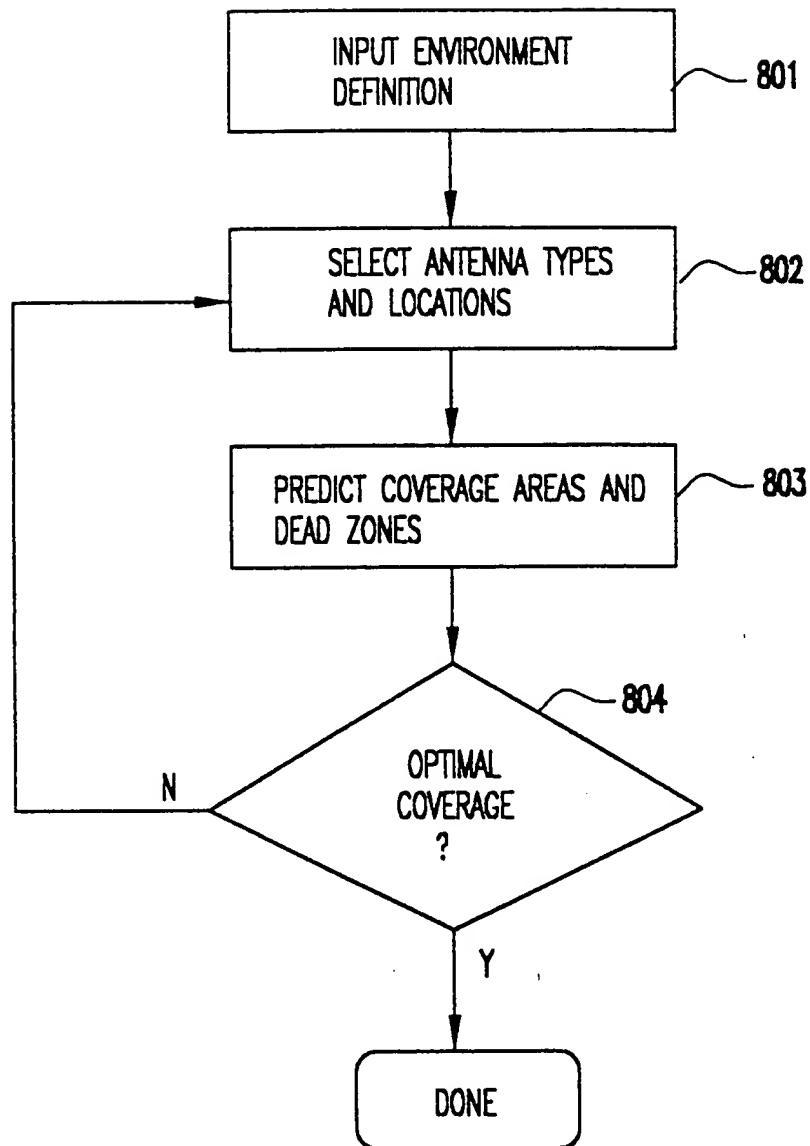 INPUT ENVIRONMENT
DEFINITION
801
SELECT ANTENNA TYPES
AND LOCATIONS
802
PREDICT COVERAGE AREAS AND
DEAD ZONES
803
804
OPTIMAL
COVERAGE
?
N
Y
DONE